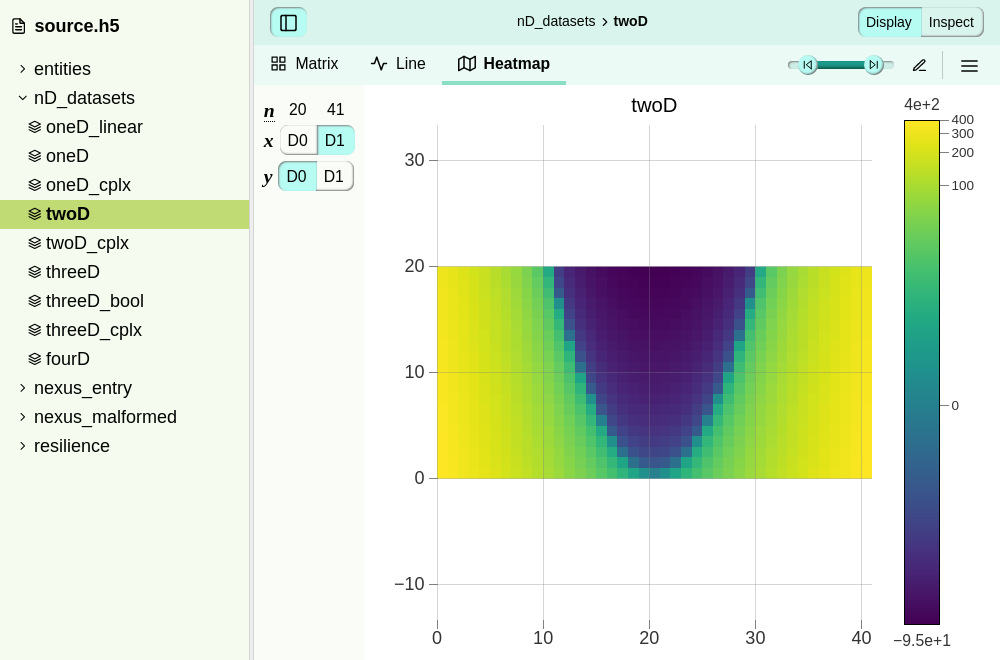 source.h5
nD_datasets > twoD
Display
Inspect
entities
nD_datasets
oneD_linear
oneD
oneD_cplx
twoD
twoD_cplx
threeD
threeD_bool
threeD_cplx
fourD
nexus_entry
nexus_malformed
resilience
Matrix
Line
Heatmap
n 20 41
x D0 D1
y D0 D1
twoD
30
20
10
0
−10
0 10 20 30 40
4e+2
400
300
200
100
0
−9.5e+1